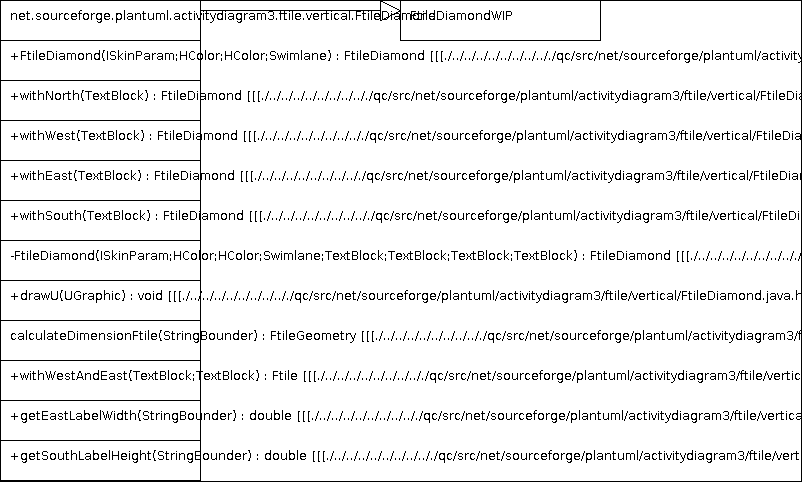 net.sourceforge.plantuml.activitydiagram3.ftile.vertical.FtileDiamond
FtileDiamondWIP
+FtileDiamond(ISkinParam;HColor;HColor;Swimlane) : FtileDiamond [[[./../../../../../../../../../qc/src/net/sourceforge/plantuml/activity
+withNorth(TextBlock) : FtileDiamond [[[./../../../../../../../../../qc/src/net/sourceforge/plantuml/activitydiagram3/ftile/vertical/FtileDia
+withWest(TextBlock) : FtileDiamond [[[./../../../../../../../../../qc/src/net/sourceforge/plantuml/activitydiagram3/ftile/vertical/FtileDia
+withEast(TextBlock) : FtileDiamond [[[./../../../../../../../../../qc/src/net/sourceforge/plantuml/activitydiagram3/ftile/vertical/FtileDiar
+withSouth(TextBlock) : FtileDiamond [[[./../../../../../../../../../qc/src/net/sourceforge/plantuml/activitydiagram3/ftile/vertical/FtileDi
-FtileDiamond(ISkinParam;HColor;HColor;Swimlane;TextBlock;TextBlock;TextBlock;TextBlock) : FtileDiamond [[[./../../../../../../../../../
+drawU(UGraphic) : void [[[./../../../../../../../../../qc/src/net/sourceforge/plantuml/activitydiagram3/ftile/vertical/FtileDiamond.java.h
calculateDimensionFtile(StringBounder) : FtileGeometry [[[./../../../../../../../../../qc/src/net/sourceforge/plantuml/activitydiagram3/f
+withWestAndEast(TextBlock;TextBlock) : Ftile [[[./../../../../../../../../../qc/src/net/sourceforge/plantuml/activitydiagram3/ftile/vertic
+getEastLabelWidth(StringBounder) : double [[[./../../../../../../../../../qc/src/net/sourceforge/plantuml/activitydiagram3/ftile/vertica
+getSouthLabelHeight(StringBounder) : double [[[./../../../../../../../../../qc/src/net/sourceforge/plantuml/activitydiagram3/ftile/vert